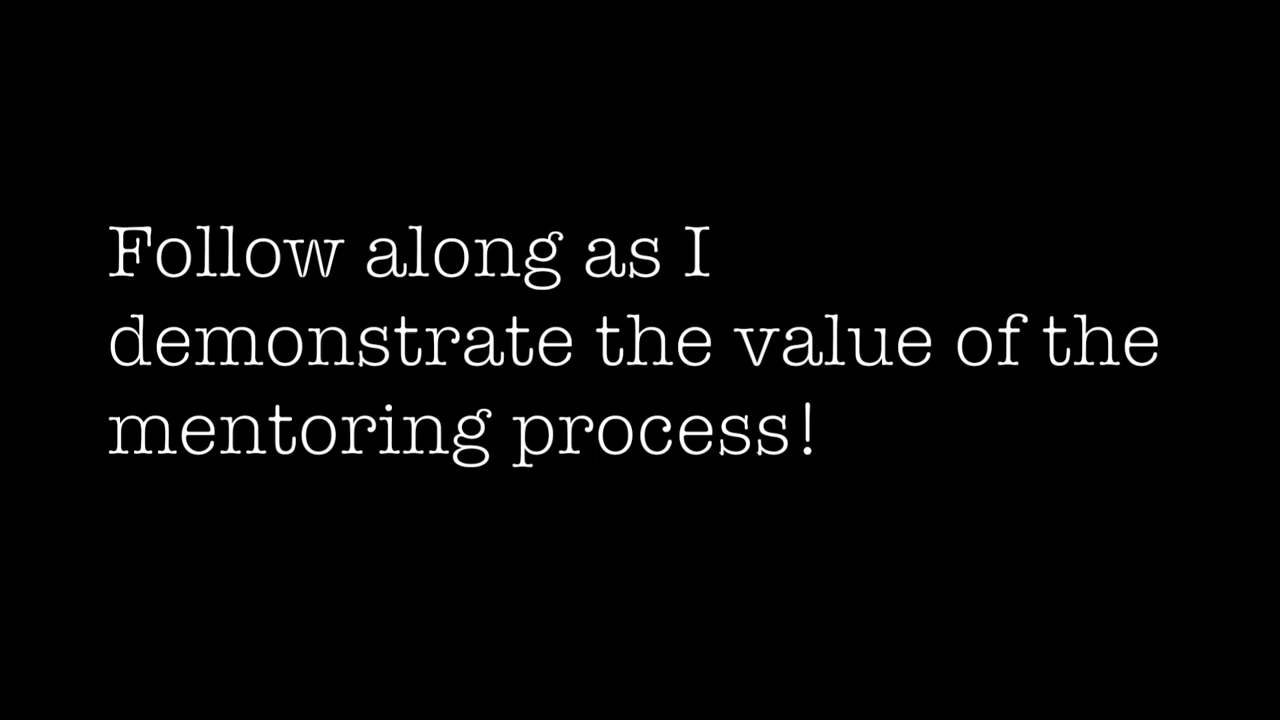 Follow along as I
demonstrate the value of the
mentoring process!